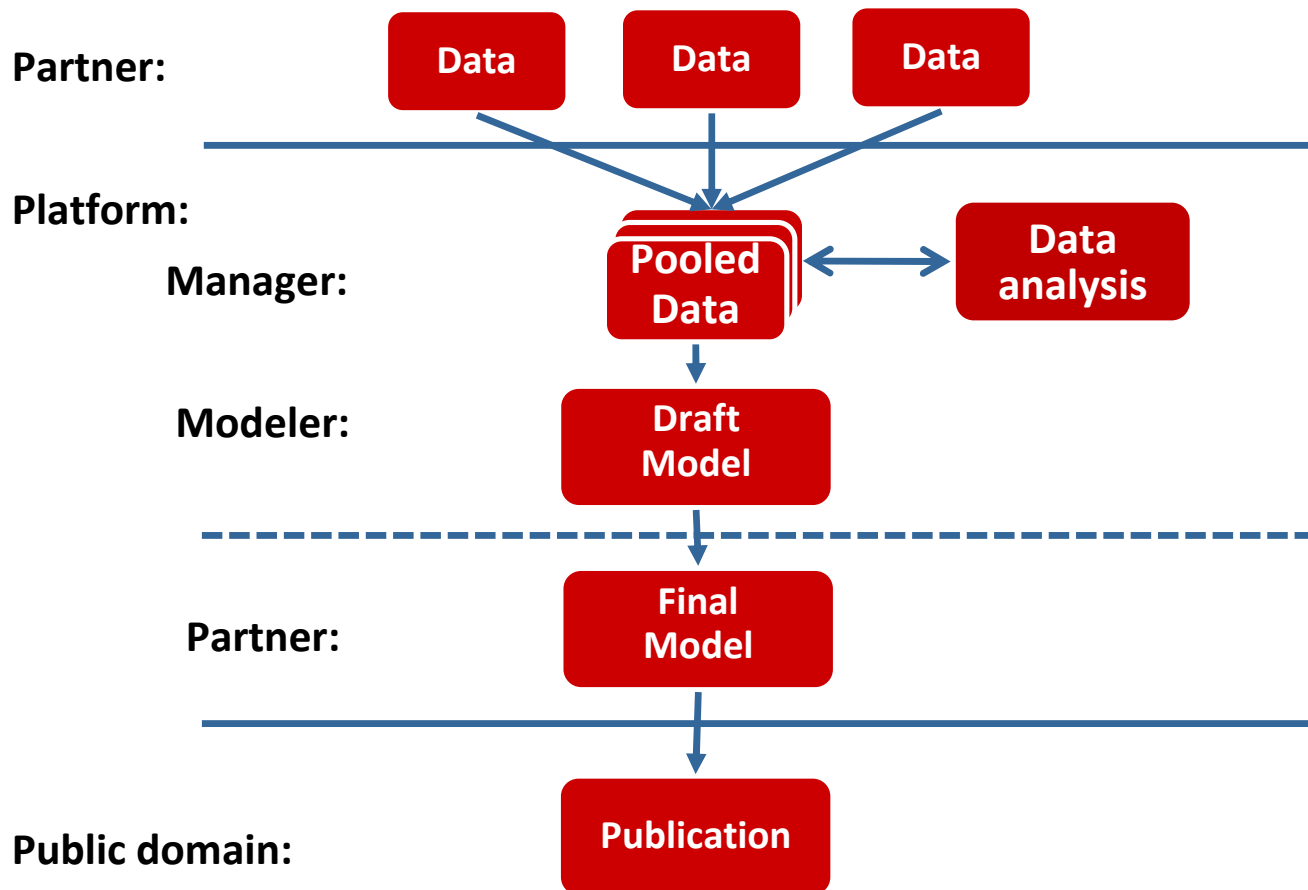 Partner:
Data
Data
Data
Platform:
Manager:
Pooled
Data
Data
analysis
Modeler:
Draft
Model
Partner:
Final
Model
Public domain:
Publication